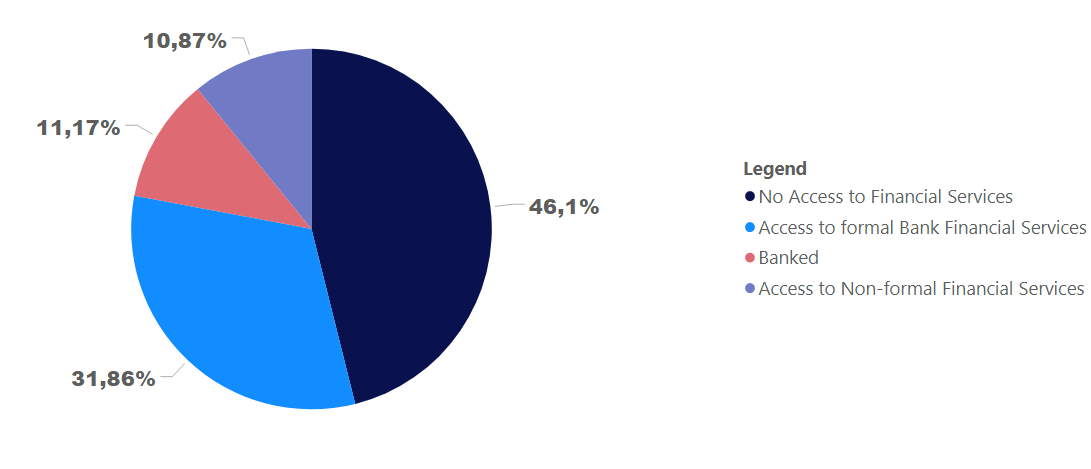 10,87%
11,17%
46,1%
31,86%
Legend
No Access to Financial Services
Access to formal Bank Financial Services
Banked
Access to Non-formal Financial Services